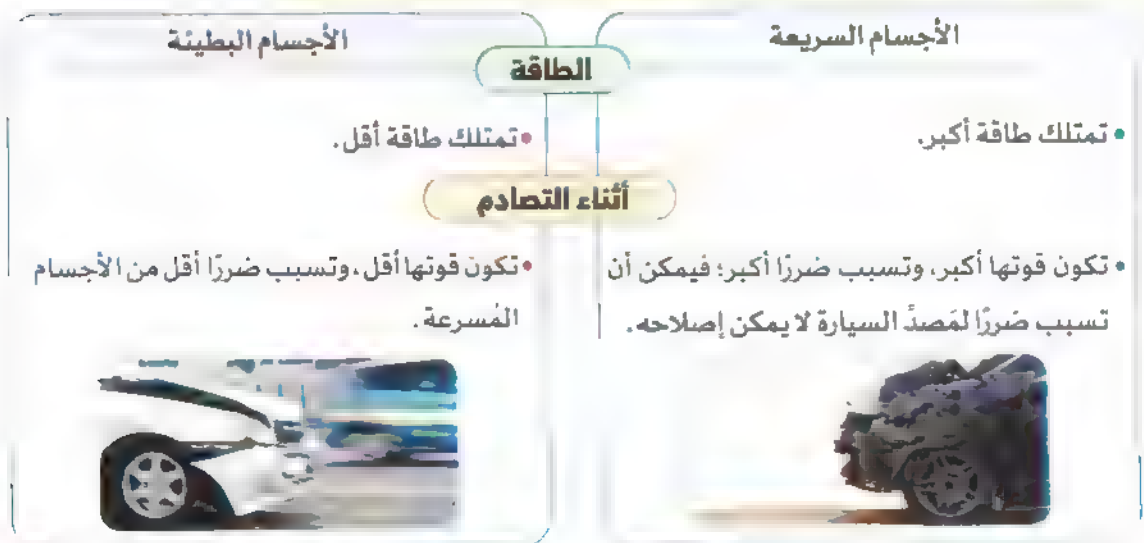 الأجسام السريعة
الأجسام البطيئة
الطاقة
• تمتلك طاقة أكبر.
• تمتلك طاقة أقل.
أثناء التصادم
• تكون قوتها أكبر، وتسبب ضررًا أكبر؛ فيمكن أن
تسبب ضررًا لمَصدَّ السيارة لا يمكن إصلاحه.
• تكون قوتها أقل، وتسبب ضررًا أقل من الأجسام
المُسرعة.